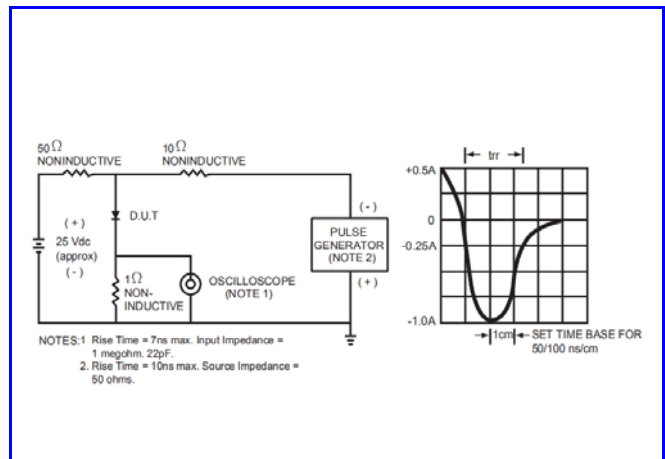 50Ω
NONINDUCTIVE
10Ω
NONINDUCTIVE
D.U.T
( + )
25 Vdc
(approx)
( - )
1Ω
NON-
INDUCTIVE
OSCILLOSCOPE
(NOTE 1)
( - )
PULSE
GENERATOR
(NOTE 2)
( + )
trr
+0.5A
0
-0.25A
-1.0A
1cm
SET TIME BASE FOR
50/100 ns/cm
NOTES:1 Rise Time = 7ns max. Input Impedance =
1 megohm. 22pF.
2. Rise Time = 10ns max. Source Impedance =
50 ohms.